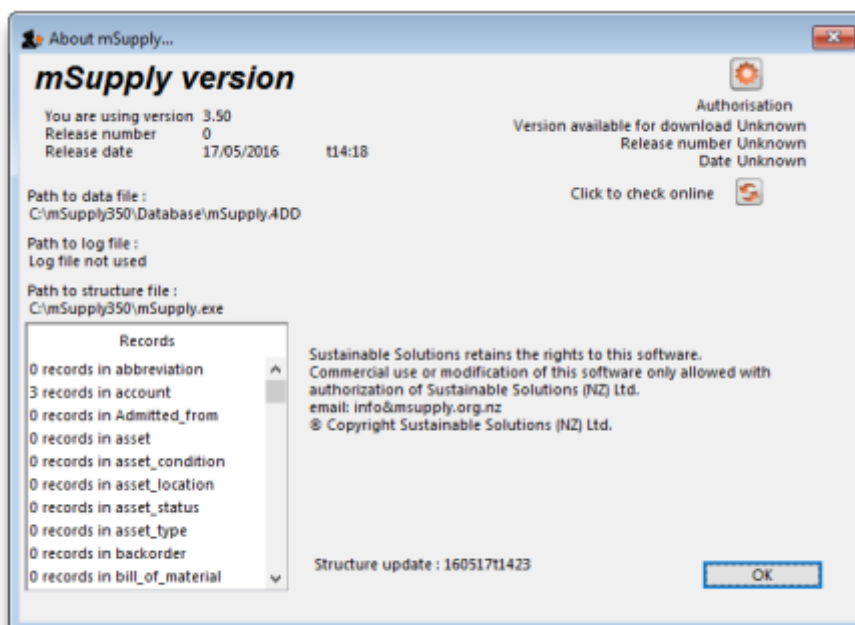 About mSupply...
mSupply version
You are using version 3.50
Release number 0
Release date 17/05/2016 t14:18
Authorisation
Version available for download Unknown
Release number Unknown
Date Unknown
Click to check online
Path to data file :
C:\mSupply350\Database\mSupply.4DD
Path to log file :
Log file not used
Path to structure file :
C:\mSupply350\mSupply.exe
Records
0 records in abbreviation
3 records in account
0 records in Admitted_from
0 records in asset
0 records in asset_condition
0 records in asset_location
0 records in asset_status
0 records in asset_type
0 records in backorder
0 records in bill_of_material
Sustainable Solutions retains the rights to this software.
Commercial use or modification of this software only allowed with
authorization of Sustainable Solutions (NZ) Ltd.
email: info&msupply.org.nz
® Copyright Sustainable Solutions (NZ) Ltd.
Structure update : 160517t1423
OK